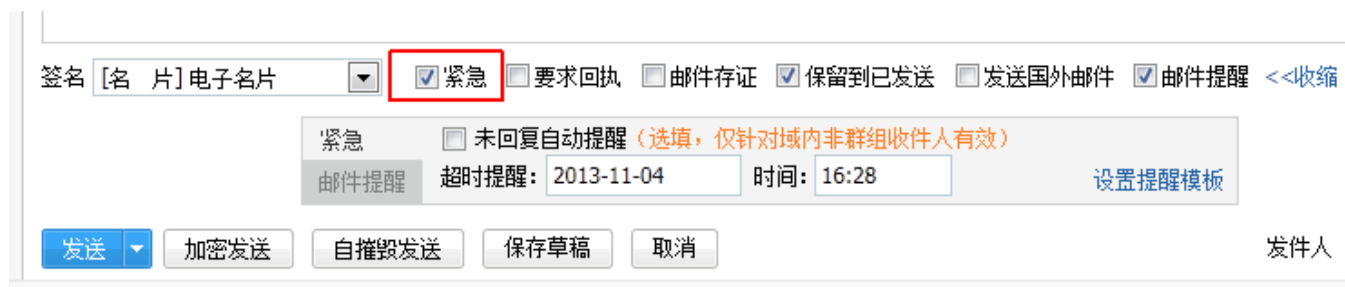 签名 [名 片]电子名片 紧急 要求回执 邮件存证 保留到已发送 发送国外邮件 邮件提醒 <<收缩
紧急 未回复自动提醒(选填,仅针对域内非群组收件人有效)
邮件提醒 超时提醒: 2013-11-04 时间: 16:28 设置提醒模板
发送 加密发送 自摧毁发送 保存草稿 取消 发件人